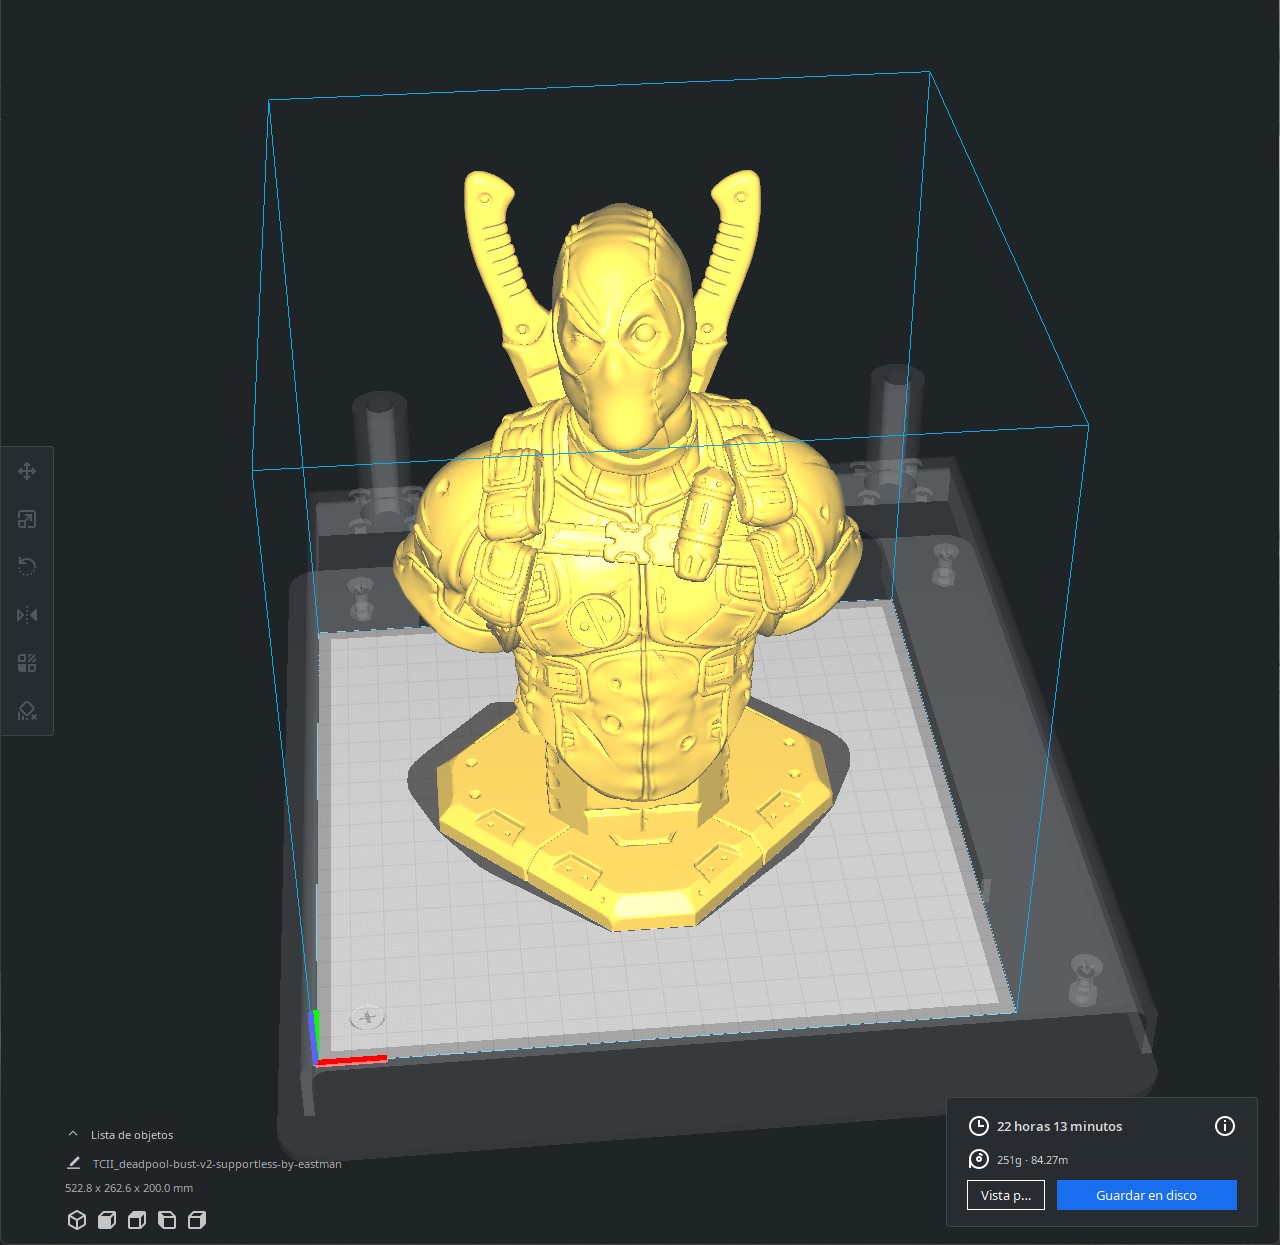 Lista de objetos
TCII_deadpool-bust-v2-supportless-by-eastman
522.8 x 262.6 x 200.0 mm
22 horas 13 minutos
251g · 84.27m
Vista p...
Guardar en disco